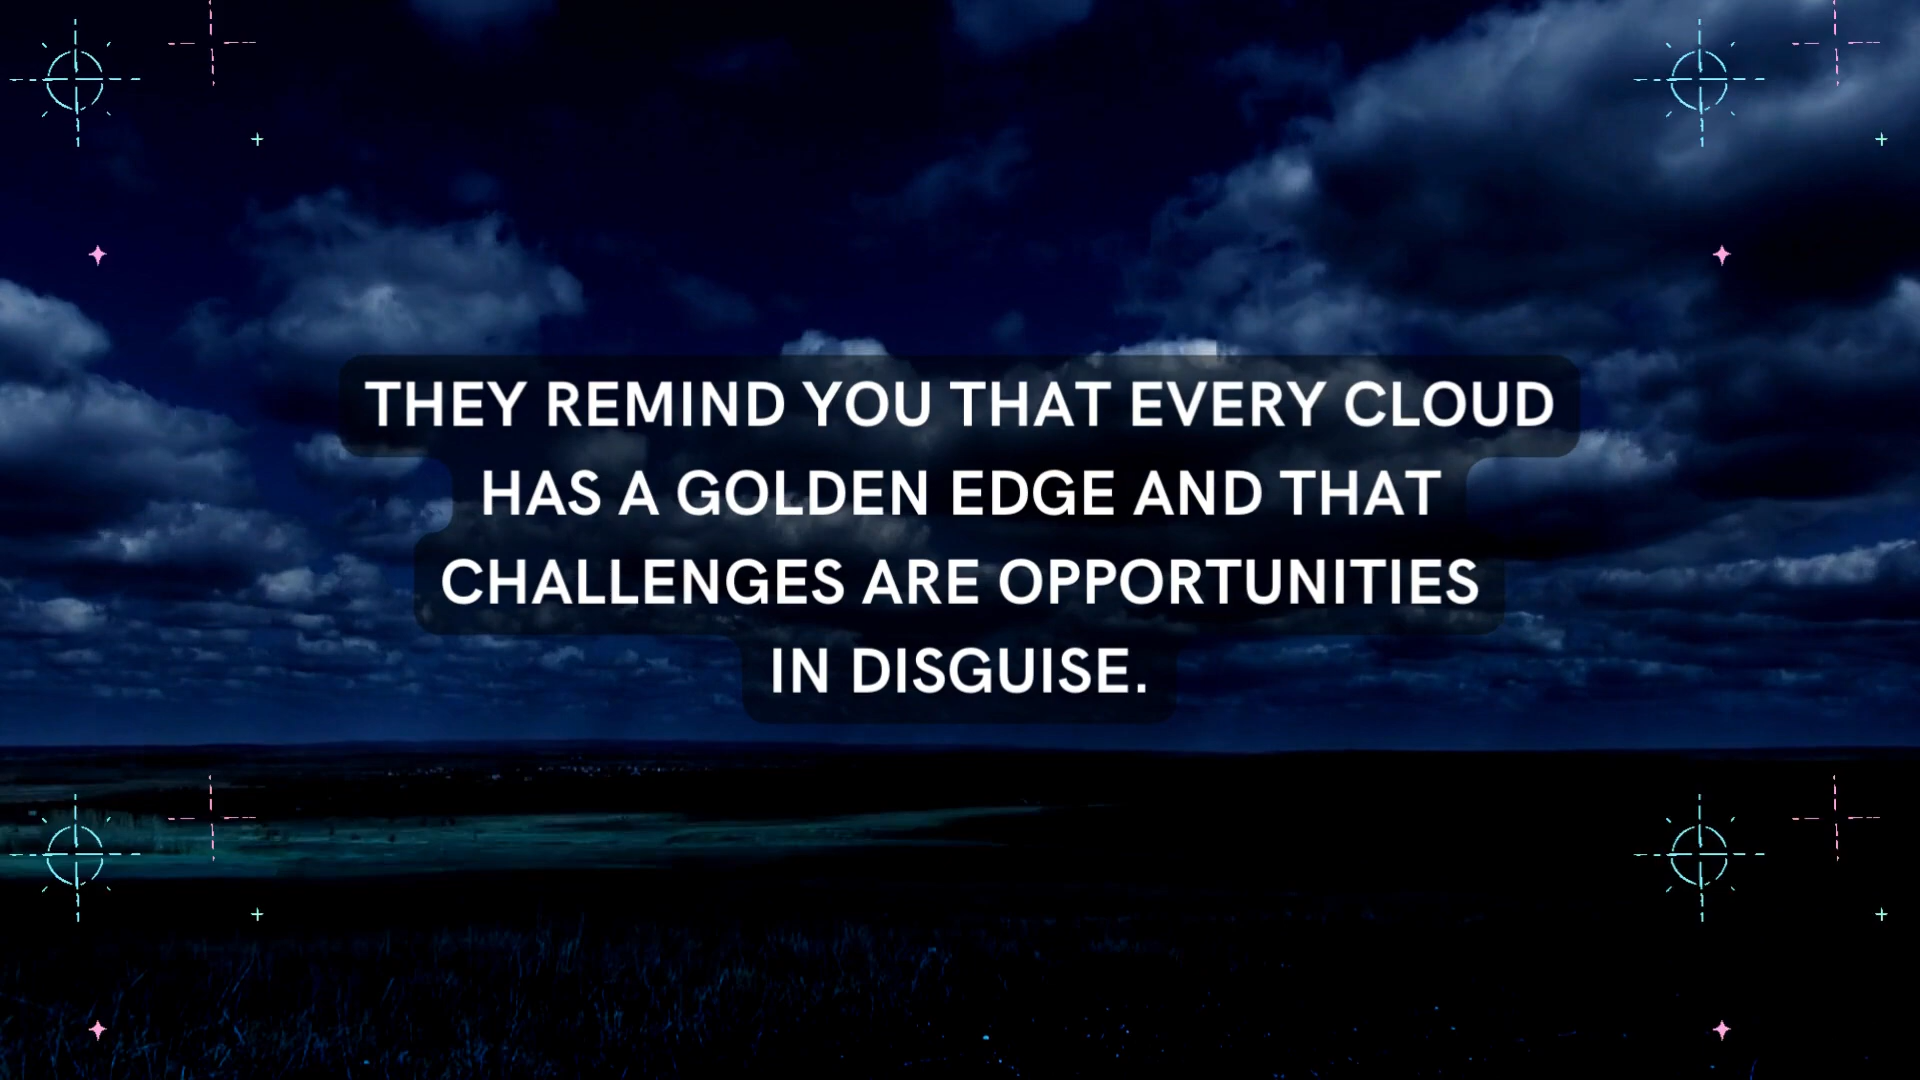 THEY REMIND YOU THAT EVERY CLOUD
HAS A GOLDEN EDGE AND THAT
CHALLENGES ARE OPPORTUNITIES
IN DISGUISE.